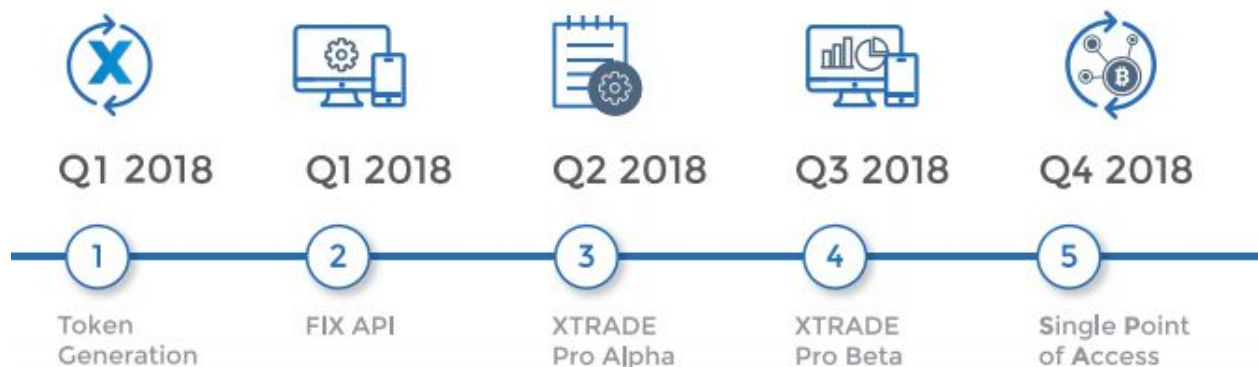 X
Q1 2018 Q1 2018 Q2 2018 Q3 2018 Q4 2018
1 2 3 4 5
Token Generation
FIX API
XTRADE Pro Alpha
XTRADE Pro Beta
Single Point of Access